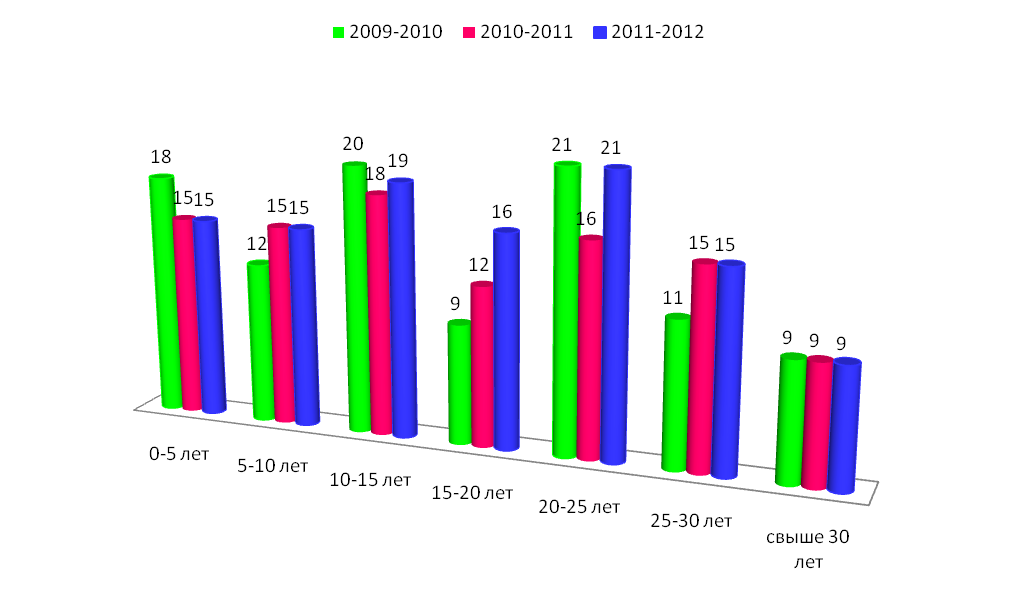 2009-2010 2010-2011 2011-2012
18 15 15
12 15 15
20 18 19
9 12 16
21 16 21
11 15 15
9 9 9
0-5 лет
5-10 лет
10-15 лет
15-20 лет
20-25 лет
25-30 лет
свыше 30
лет